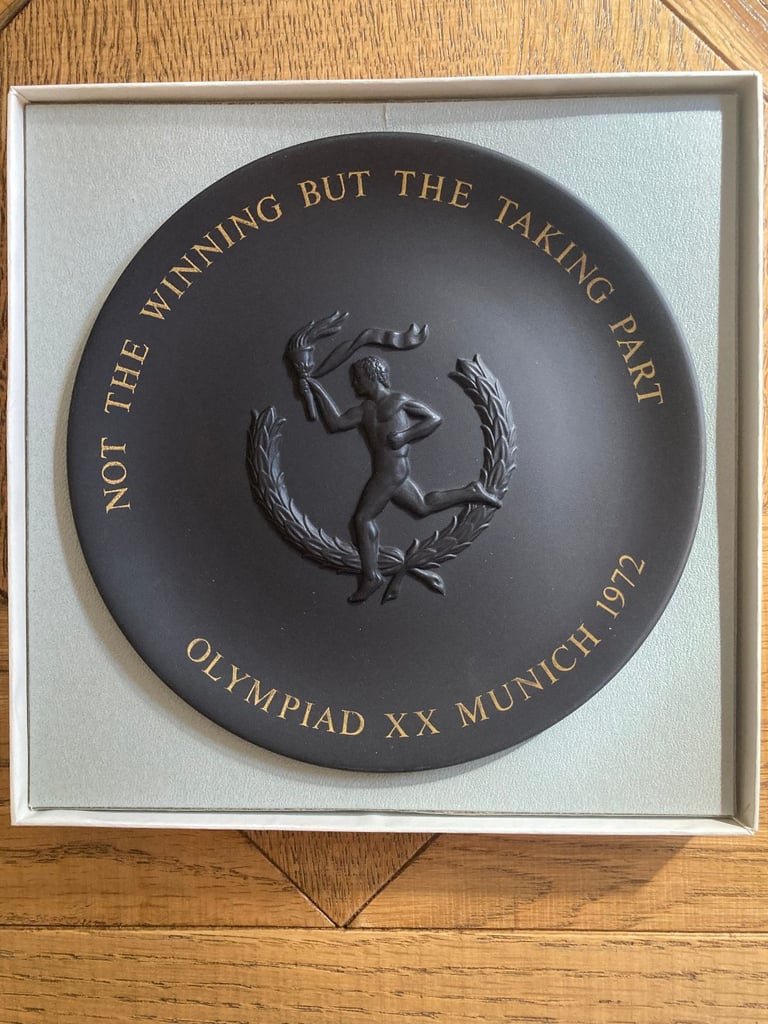 NOT THE WINNING BUT THE TAKING PART
OLYMPIAD XX MUNICH 1972